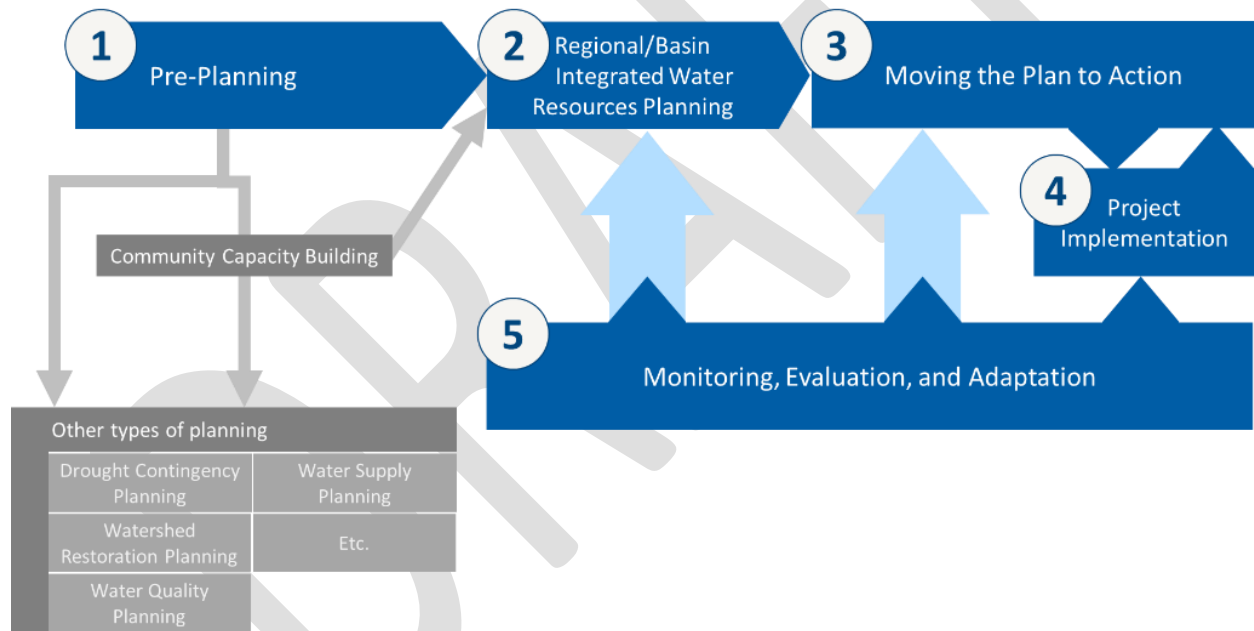 1
Pre-Planning
2
Regional/Basin
Integrated Water
Resources Planning
3
Moving the Plan to Action
4
Project
Implementation
Community Capacity Building
5
Monitoring, Evaluation, and Adaptation
Other types of planning
Drought Contingency
Planning
Water Supply
Planning
Watershed
Restoration Planning
Etc.
Water Quality
Planning
DRAFT